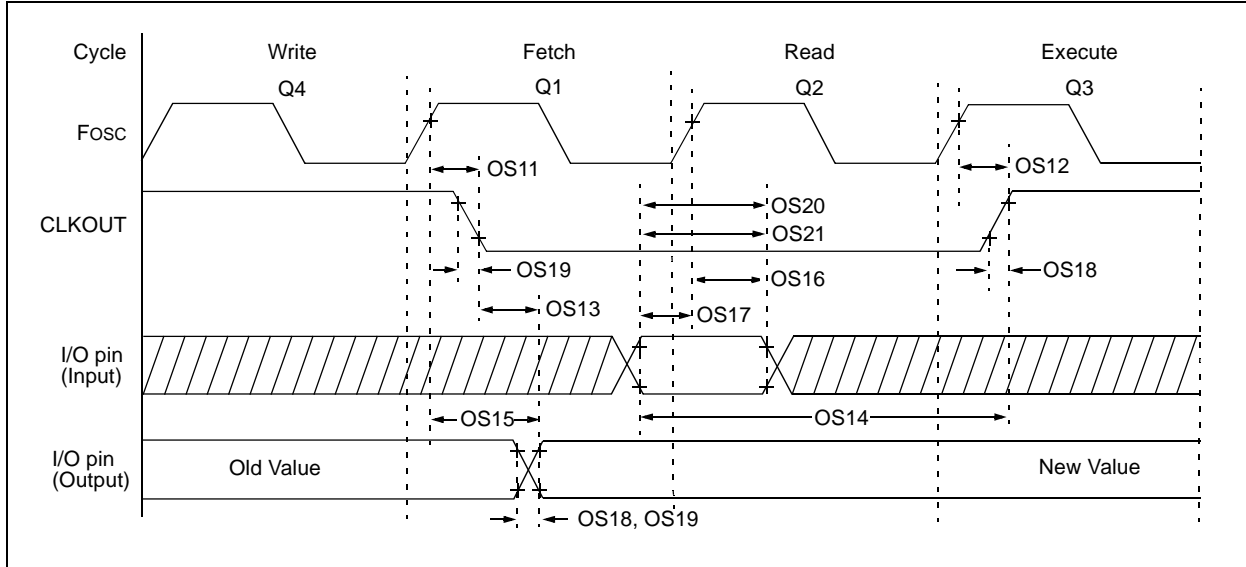 Cycle Write Fetch Read Execute
Q4 Q1 Q2 Q3
FOSC
OS11 OS12
CLKOUT
OS20
OS21
OS19 OS16 OS18
OS13 OS17
I/O pin
(Input)
OS15 OS14
I/O pin
(Output)
Old Value New Value
OS18, OS19